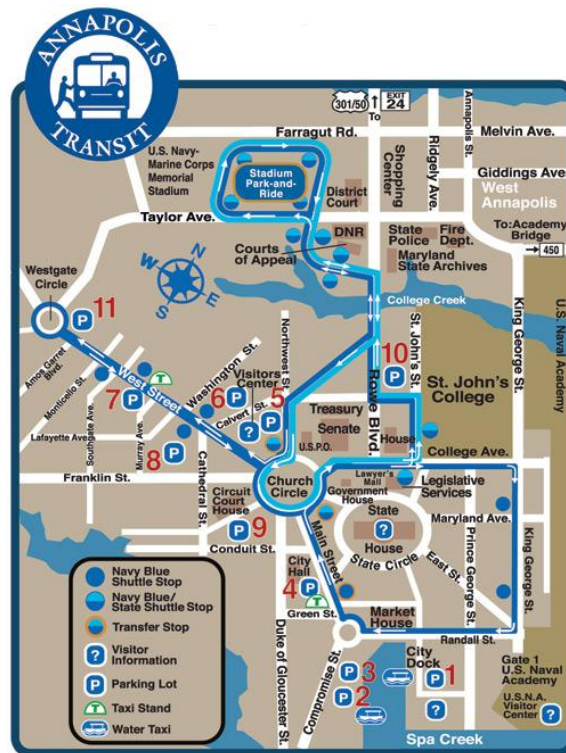 ANNAPOLIS
TRANSIT
301/50
EXIT
24
To
Farragut Rd.
Melvin Ave.
Annapolis St.
Ridgely Ave.
Shopping
Center
Giddings Ave
West
Annapolis
U.S. Navy-
Marine Corps
Memorial
Stadium
Stadium
Park-and-
Ride
District
Court
Taylor Ave.
DNR
Courts
of Appeal
State
Police
Fire
Dept.
Maryland
State Archives
To:Academy
Bridge
450
Westgate
Circle
N
W
E
S
11
P
College Creek
King George St.
U.S. Naval Academy
Amos Garret
Blvd.
Monticello St.
7
P
T
West Street
Washington St.
Northwest St.
Visitors
Center
6
P
5
Calvert St.
?
P
10
P
St. John's St.
Rowe Blvd.
St. John's
College
Southgate Ave.
Murray Ave.
Lafayette Ave.
8
P
Treasury
Senate
U.S.P.O.
House
College Ave.
Franklin St.
Cathedral St.
Church
Circle
Lawyer's
Mall
Government
House
Legislative
Services
Circuit
Court
House
P
9
Conduit St.
Main Street
State
?
House
State Circle
Maryland Ave.
East St.
Prince George St.
King George St.
City
Hall
4
P
T
Green St.
Market
House
Randall St.
Duke of Gloucester St.
Compromise St.
P
3
P
2
City
Dock
P
1
?
Gate 1
U.S. Naval
Academy
U.S.N.A.
Visitor
Center
?
Spa Creek
Navy Blue
Shuttle Stop
Navy Blue/
State Shuttle Stop
Transfer Stop
?
Visitor
Information
P
Parking Lot
T
Taxi Stand
Water Taxi